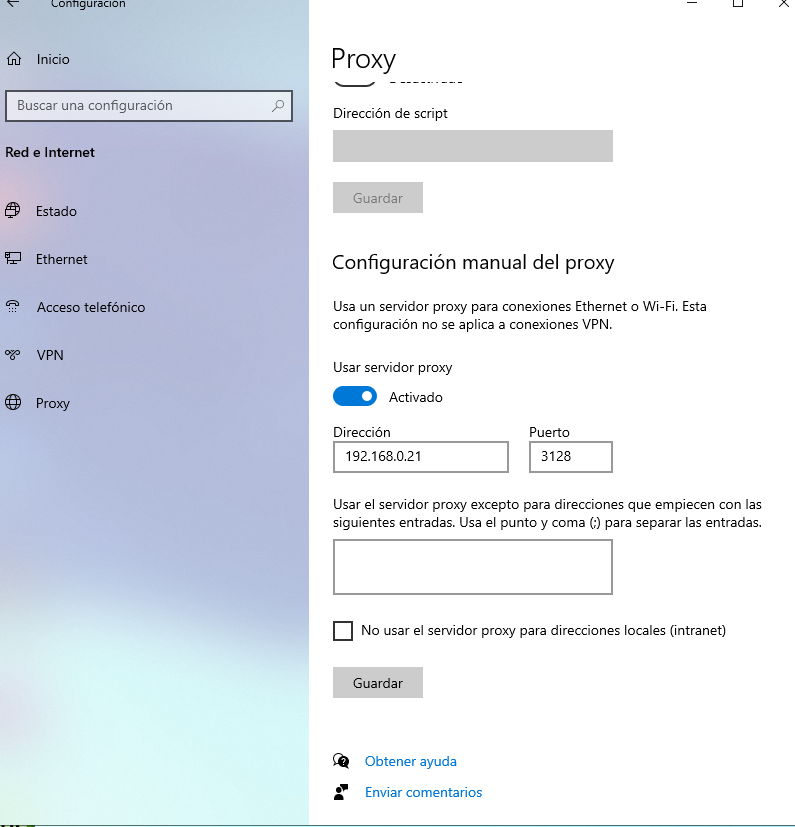 Configuración
Inicio
Buscar una configuración
Red e Internet
Estado
Ethernet
Acceso telefónico
VPN
Proxy
Proxy
Dirección de script
Guardar
Configuración manual del proxy
Usa un servidor proxy para conexiones Ethernet o Wi-Fi. Esta
configuración no se aplica a conexiones VPN.
Usar servidor proxy
Activado
Dirección
Puerto
192.168.0.21
3128
Usar el servidor proxy excepto para direcciones que empiecen con las
siguientes entradas. Usa el punto y coma (;) para separar las entradas.
No usar el servidor proxy para direcciones locales (intranet)
Guardar
Obtener ayuda
Enviar comentarios